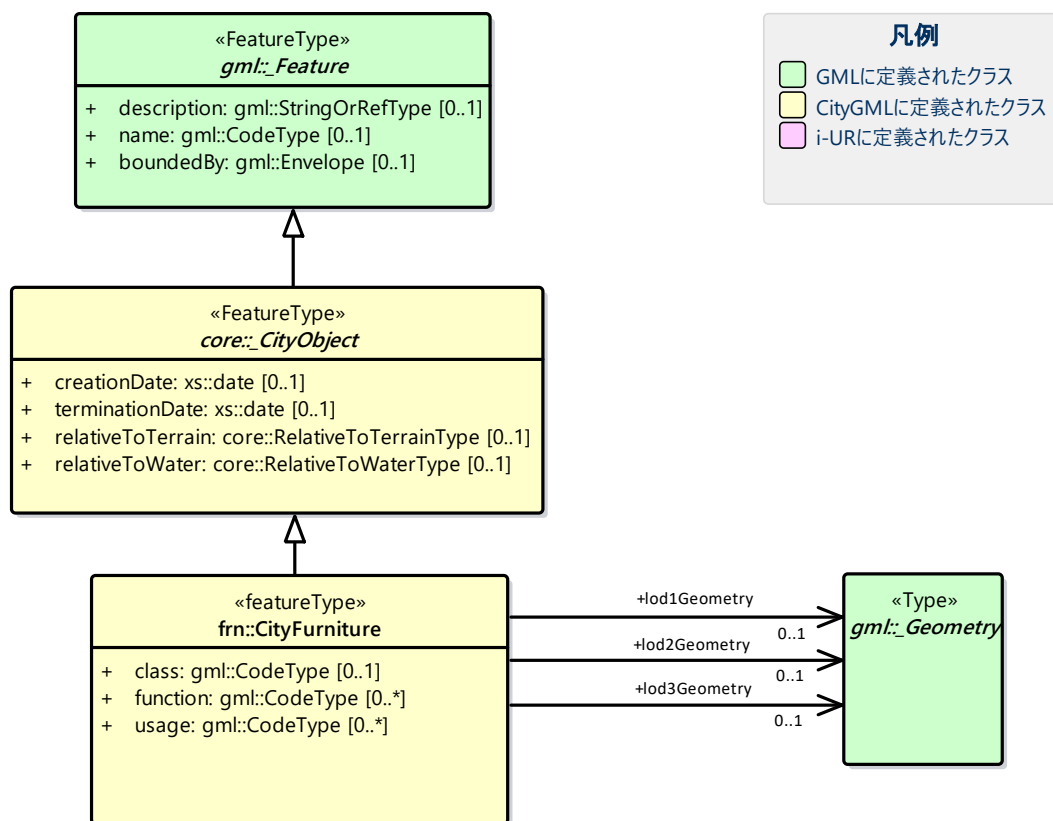 «FeatureType»
gml::_Feature
+ description: gml::StringOrRefType [0..1]
+ name: gml::CodeType [0..1]
+ boundedBy: gml::Envelope [0..1]
凡例
GMLに定義されたクラス
CityGMLに定義されたクラス
i-URに定義されたクラス
«FeatureType»
core::_CityObject
+ creationDate: xs::date [0..1]
+ terminationDate: xs::date [0..1]
+ relativeToTerrain: core::RelativeToTerrainType [0..1]
+ relativeToWater: core::RelativeToWaterType [0..1]
«featureType»
frn::CityFurniture
+ class: gml::CodeType [0..1]
+ function: gml::CodeType [0..*]
+ usage: gml::CodeType [0..*]
+lod1Geometry
0..1
+lod2Geometry
0..1
+lod3Geometry
0..1
«Type»
gml::_Geometry